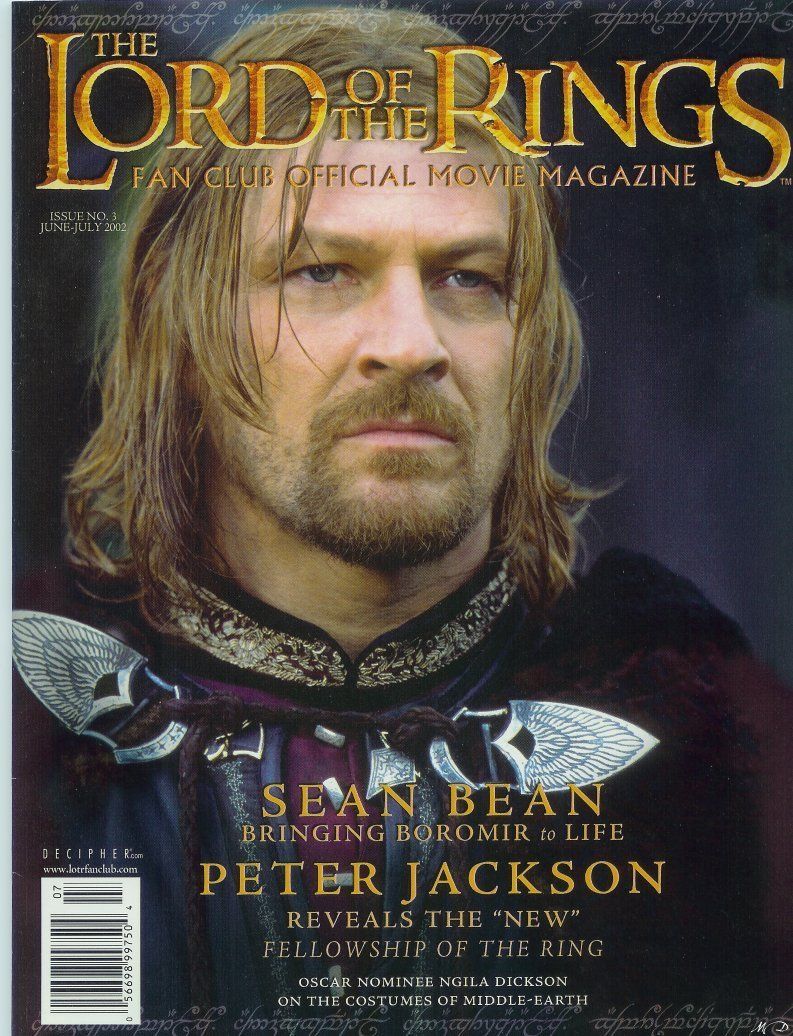 THE
LORD OF THE RINGS™
FAN CLUB OFFICIAL MOVIE MAGAZINE
ISSUE NO. 3
JUNE-JULY 2002
SEAN BEAN
BRINGING BOROMIR to LIFE
PETER JACKSON
REVEALS THE "NEW"
FELLOWSHIP OF THE RING
OSCAR NOMINEE NGILA DICKSON
ON THE COSTUMES OF MIDDLE-EARTH
DECIPHER.com
www.lotrfanclub.com
07
0 56698 99750 4